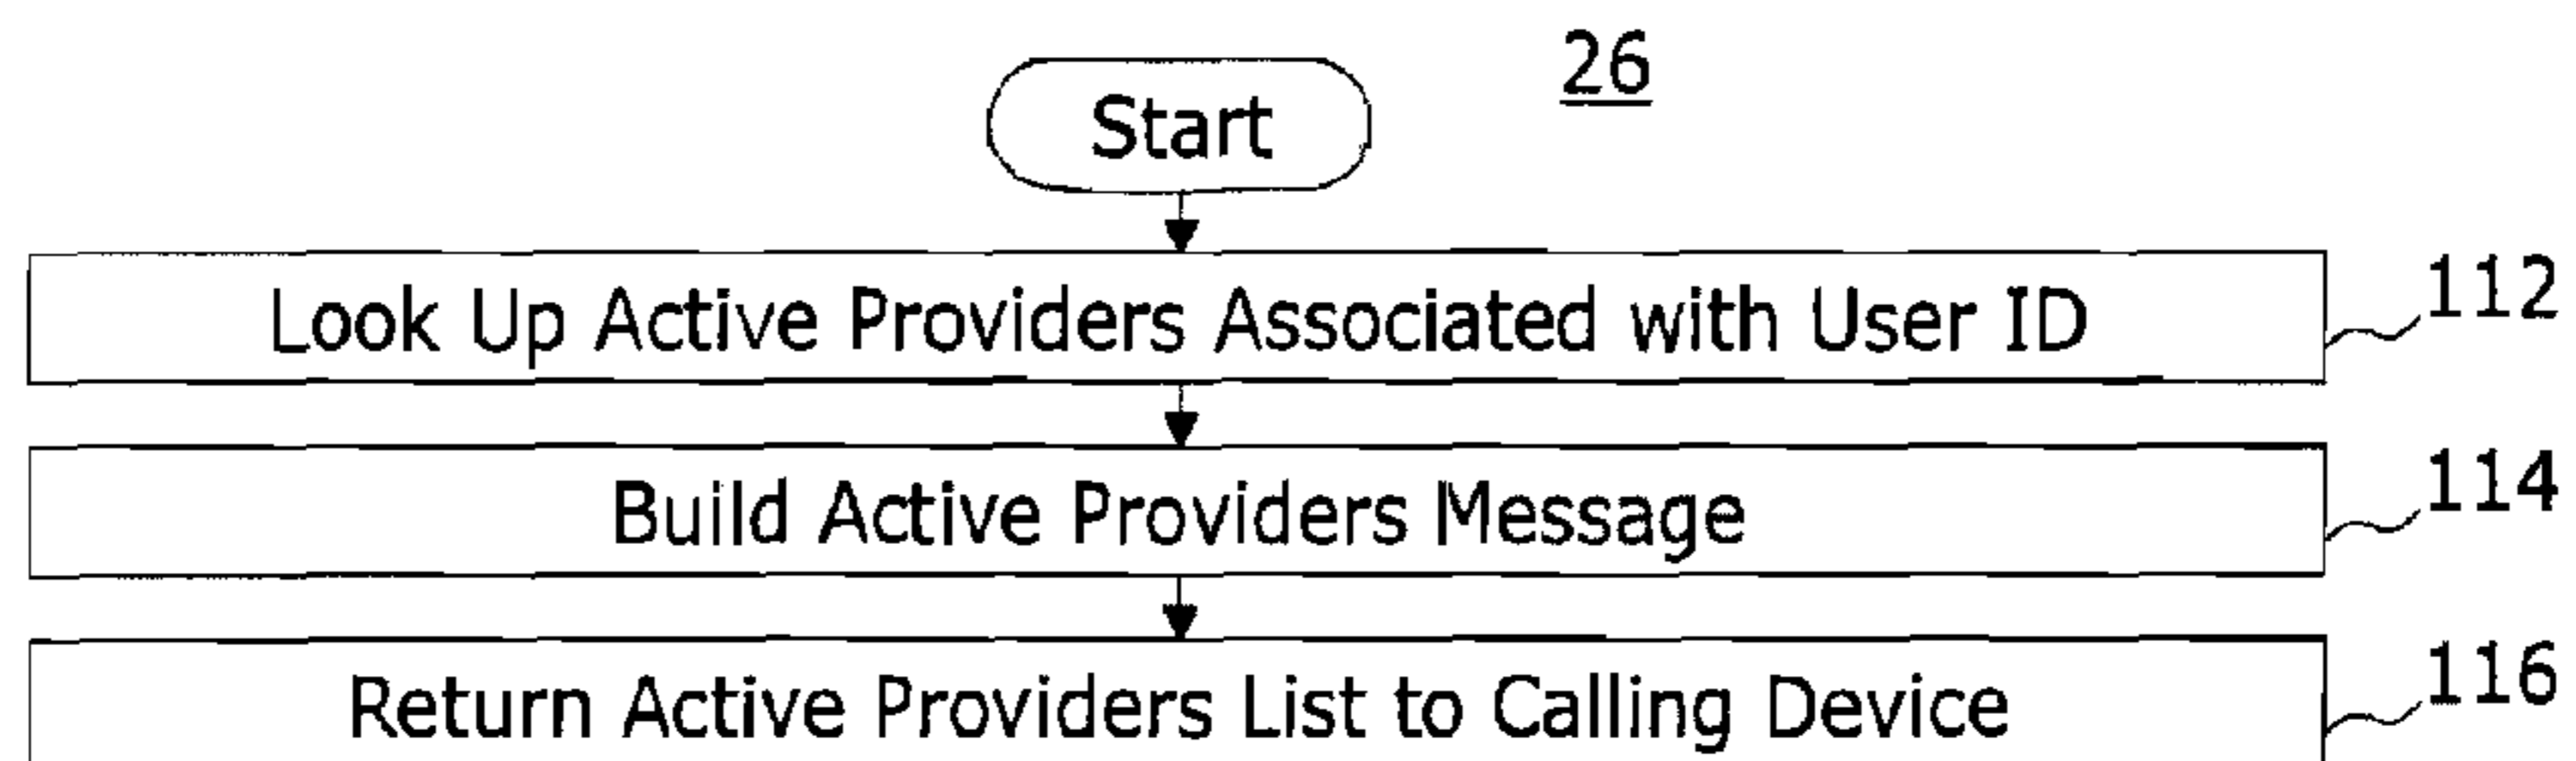 26
Start
Look Up Active Providers Associated with User ID
112
Build Active Providers Message
114
Return Active Providers List to Calling Device
116